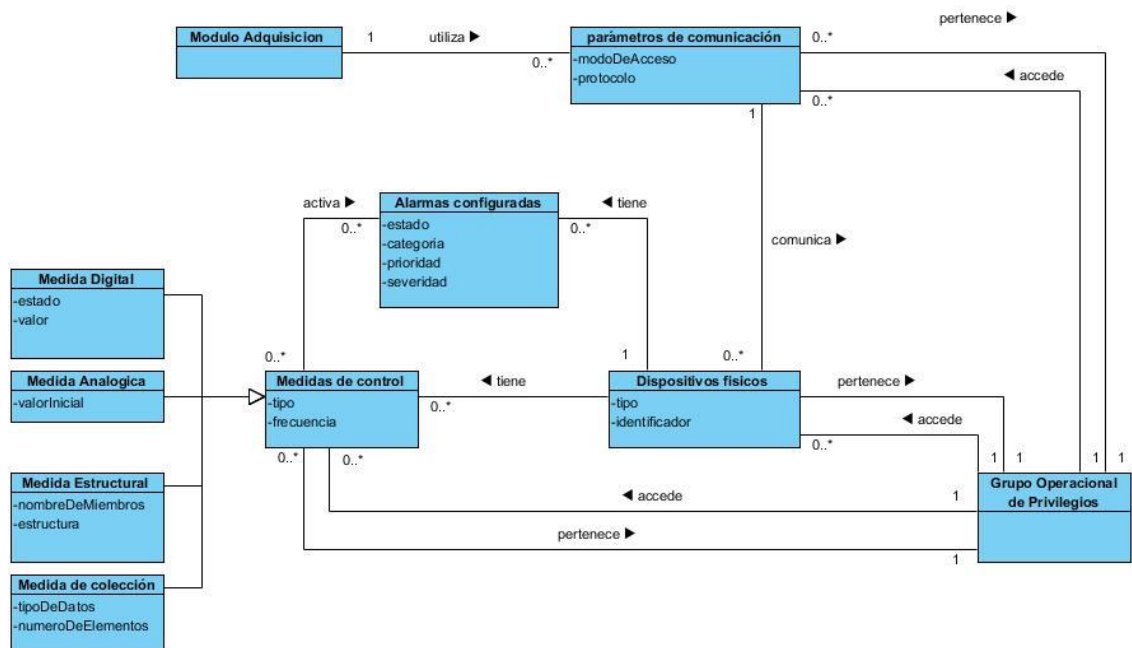 pertenece ▶
Modulo Adquisicion
1
utiliza ▶
0..*
parámetros de comunicación
-modoDeAcceso
-protocolo
0..*
◀ accede
0..*
1
activa ▶
0..*
Alarmas configuradas
-estado
-categoria
-prioridad
-severidad
◀ tiene
0..*
comunica ▶
Medida Digital
-estado
-valor
0..*
1
0..*
Medida Analogica
-valorInicial
Medidas de control
-tipo
-frecuencia
◀ tiene
0..*
Dispositivos fisicos
-tipo
-identificador
pertenece ▶
◀ accede
0..*
0..*
0..*
1
1
1
1
Medida Estructural
-nombreDeMiembros
-estructura
◀ accede
1
Grupo Operacional
de Privilegios
pertenece ▶
1
Medida de colección
-tipoDeDatos
-numeroDeElementos